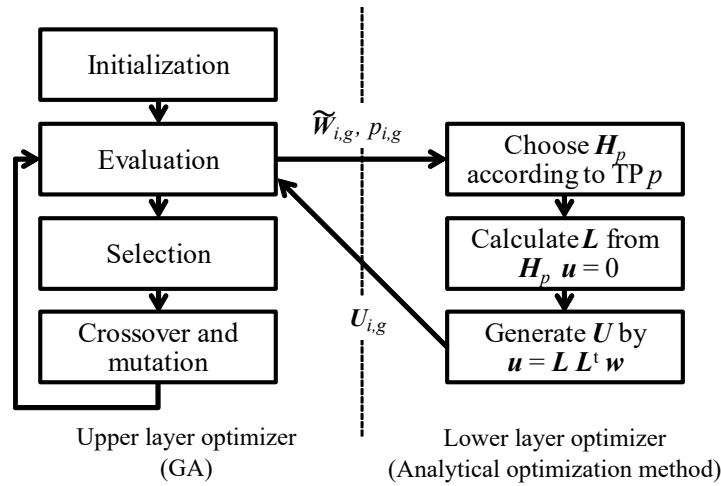 Initialization
Evaluation
Selection
Crossover and
mutation
W̃i,g, pi,g
Ui,g
Choose Hp
according to TP p
Calculate L from
Hp u = 0
Generate U by
u = L Lᵗ w
Upper layer optimizer
(GA)
Lower layer optimizer
(Analytical optimization method)